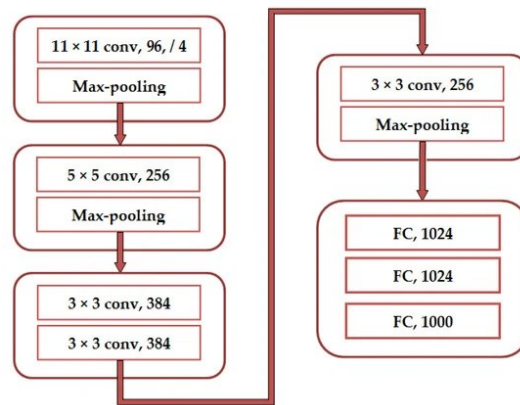 11 × 11 conv, 96, / 4
Max-pooling
5 × 5 conv, 256
Max-pooling
3 × 3 conv, 384
3 × 3 conv, 384
3 × 3 conv, 256
Max-pooling
FC, 1024
FC, 1024
FC, 1000